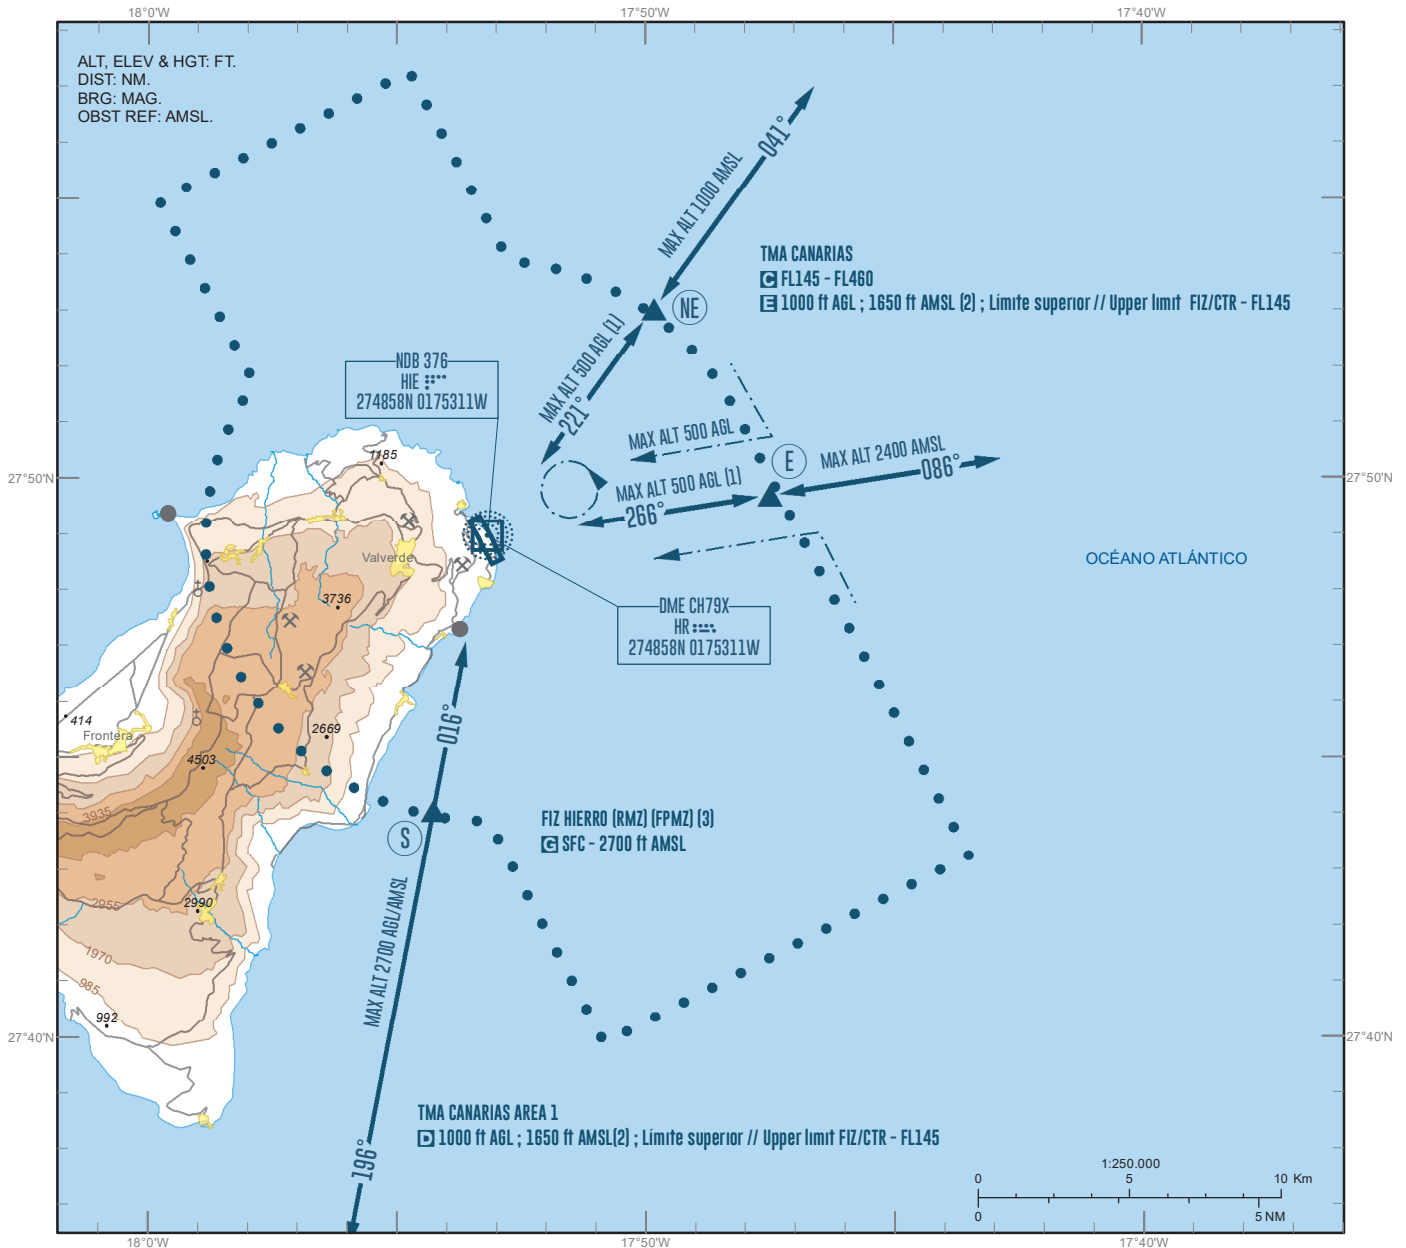 18°0'W
17°50'W
17°40'W
ALT, ELEV & HGT: FT.
DIST: NM.
BRG: MAG.
OBST REF: AMSL.
041°
MAX ALT 1000 AMSL
TMA CANARIAS
C FL145 - FL460
E 1000 ft AGL ; 1650 ft AMSL (2) ; Límite superior // Upper limit FIZ/CTR - FL145
NE
MAX ALT 500 AGL (1)
221°
NDB 376
HIE
274858N 0175311W
MAX ALT 500 AGL
E
MAX ALT 2400 AMSL
086°
MAX ALT 500 AGL (1)
266°
27°50'N
27°50'N
1185
Valverde
OCÉANO ATLÁNTICO
3736
DME CH79X
HR
274858N 0175311W
016°
414
Frontera
2669
4503
3935
S
FIZ HIERRO (RMZ) (FPMZ) (3)
G SFC - 2700 ft AMSL
MAX ALT 2700 AGL/AMSL
2955
2990
1970
985
992
27°40'N
27°40'N
TMA CANARIAS AREA 1
D 1000 ft AGL ; 1650 ft AMSL(2) ; Límite superior // Upper limit FIZ/CTR - FL145
196°
1:250.000
0 5 10 Km
0 5 NM
18°0'W
17°50'W
17°40'W